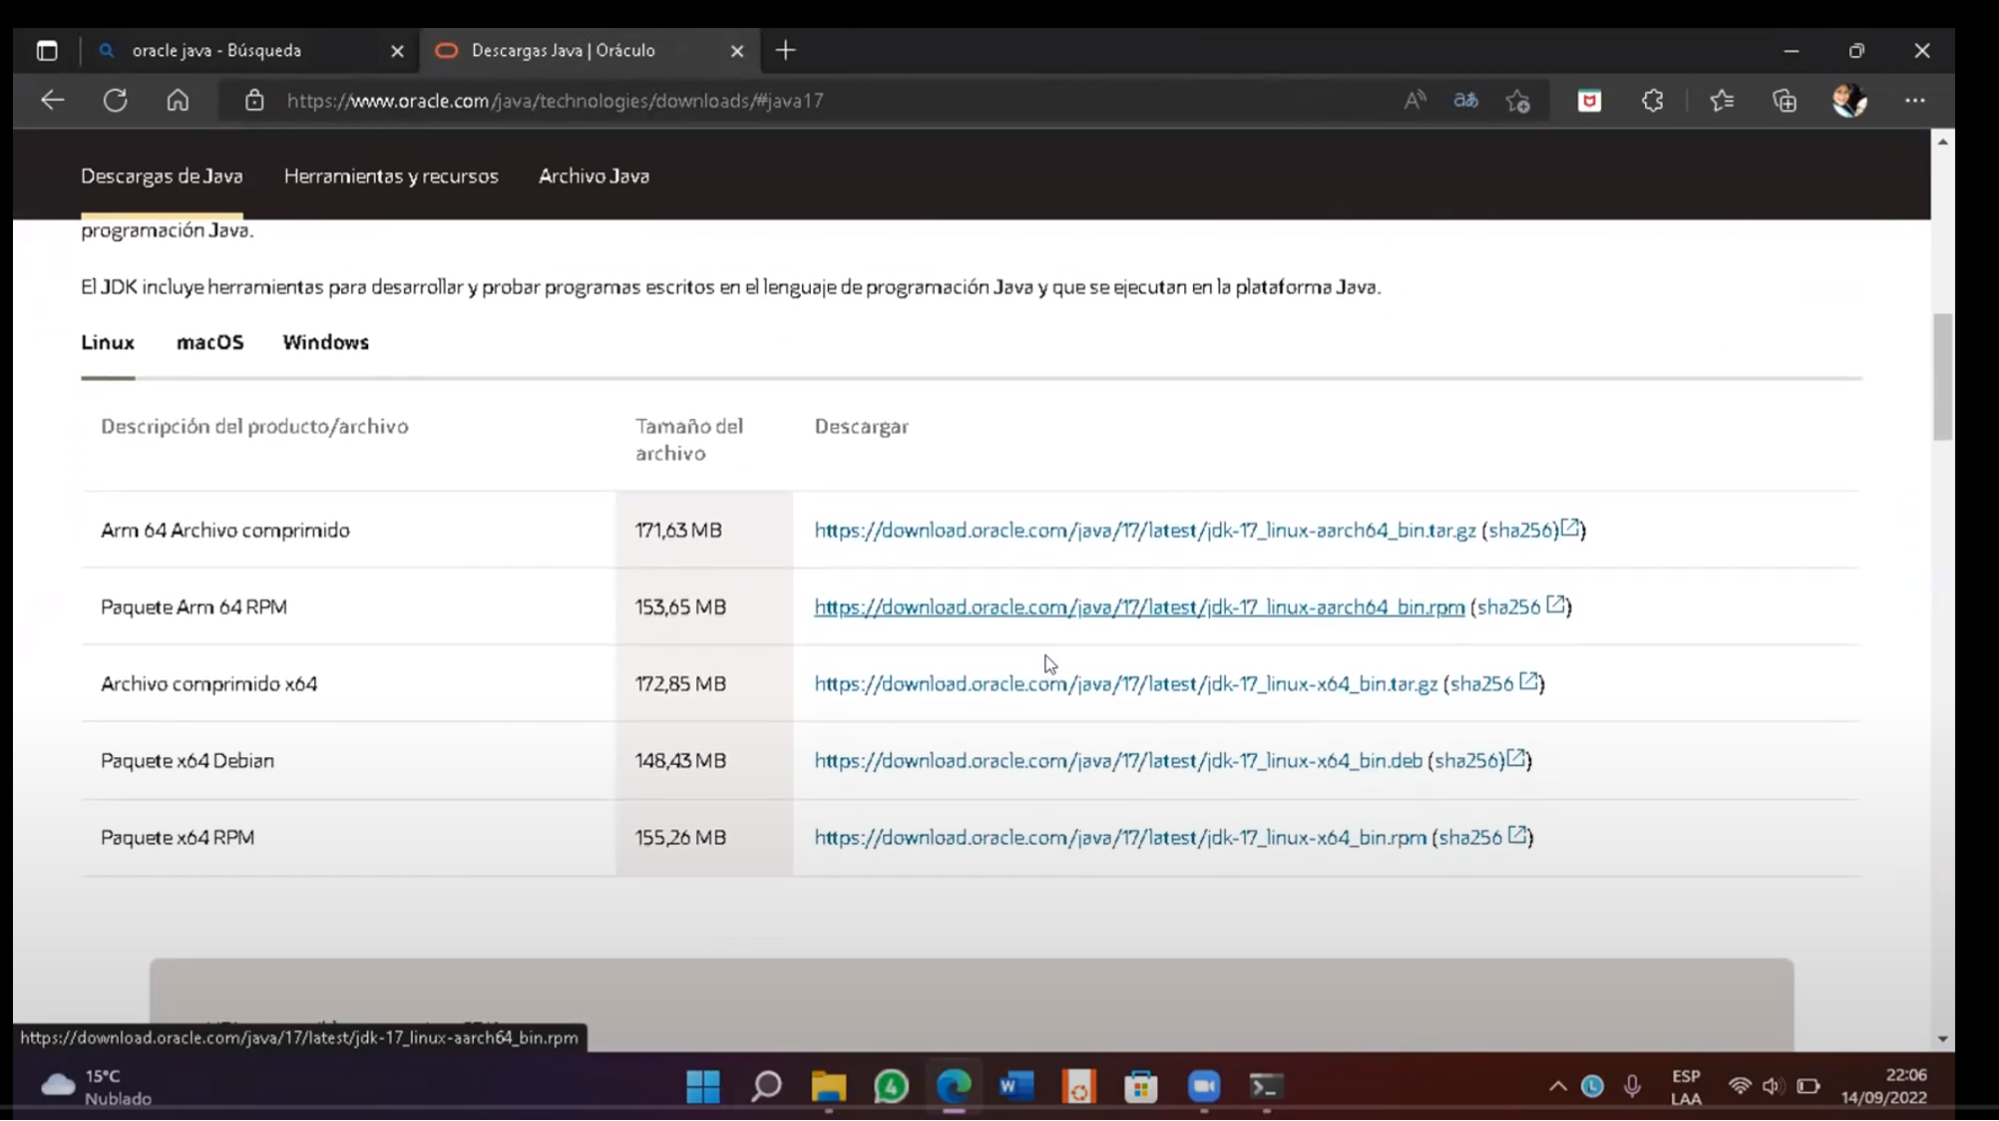 oracle java - Búsqueda
Descargas Java | Oráculo
https://www.oracle.com/java/technologies/downloads/#java17
Descargas de Java Herramientas y recursos Archivo Java
programación Java.
El JDK incluye herramientas para desarrollar y probar programas escritos en el lenguaje de programación Java y que se ejecutan en la plataforma Java.
Linux macOS Windows
Descripción del producto/archivo Tamaño del archivo Descargar
Arm 64 Archivo comprimido 171,63 MB https://download.oracle.com/java/17/latest/jdk-17_linux-aarch64_bin.tar.gz (sha256))
Paquete Arm 64 RPM 153,65 MB https://download.oracle.com/java/17/latest/jdk-17_linux-aarch64_bin.rpm (sha256 )
Archivo comprimido x64 172,85 MB https://download.oracle.com/java/17/latest/jdk-17_linux-x64_bin.tar.gz (sha256 )
Paquete x64 Debian 148,43 MB https://download.oracle.com/java/17/latest/jdk-17_linux-x64_bin.deb (sha256))
Paquete x64 RPM 155,26 MB https://download.oracle.com/java/17/latest/jdk-17_linux-x64_bin.rpm (sha256 )
https://download.oracle.com/java/17/latest/jdk-17_linux-aarch64_bin.rpm
15°C
Nublado
4
ESP
LAA
22:06
14/09/2022